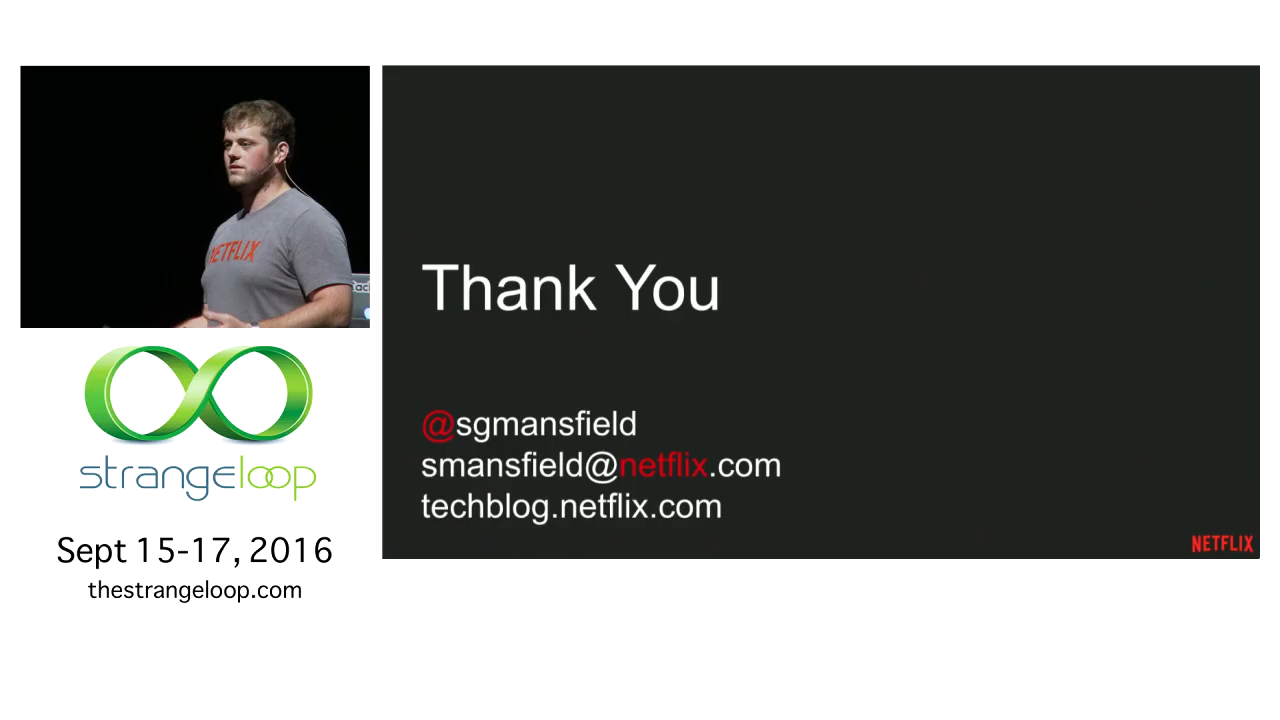 NETFLIX
strangeloop
Sept 15-17, 2016
thestrangeloop.com
Thank You
@sgmansfield
smansfield@netflix.com
techblog.netflix.com
NETFLIX